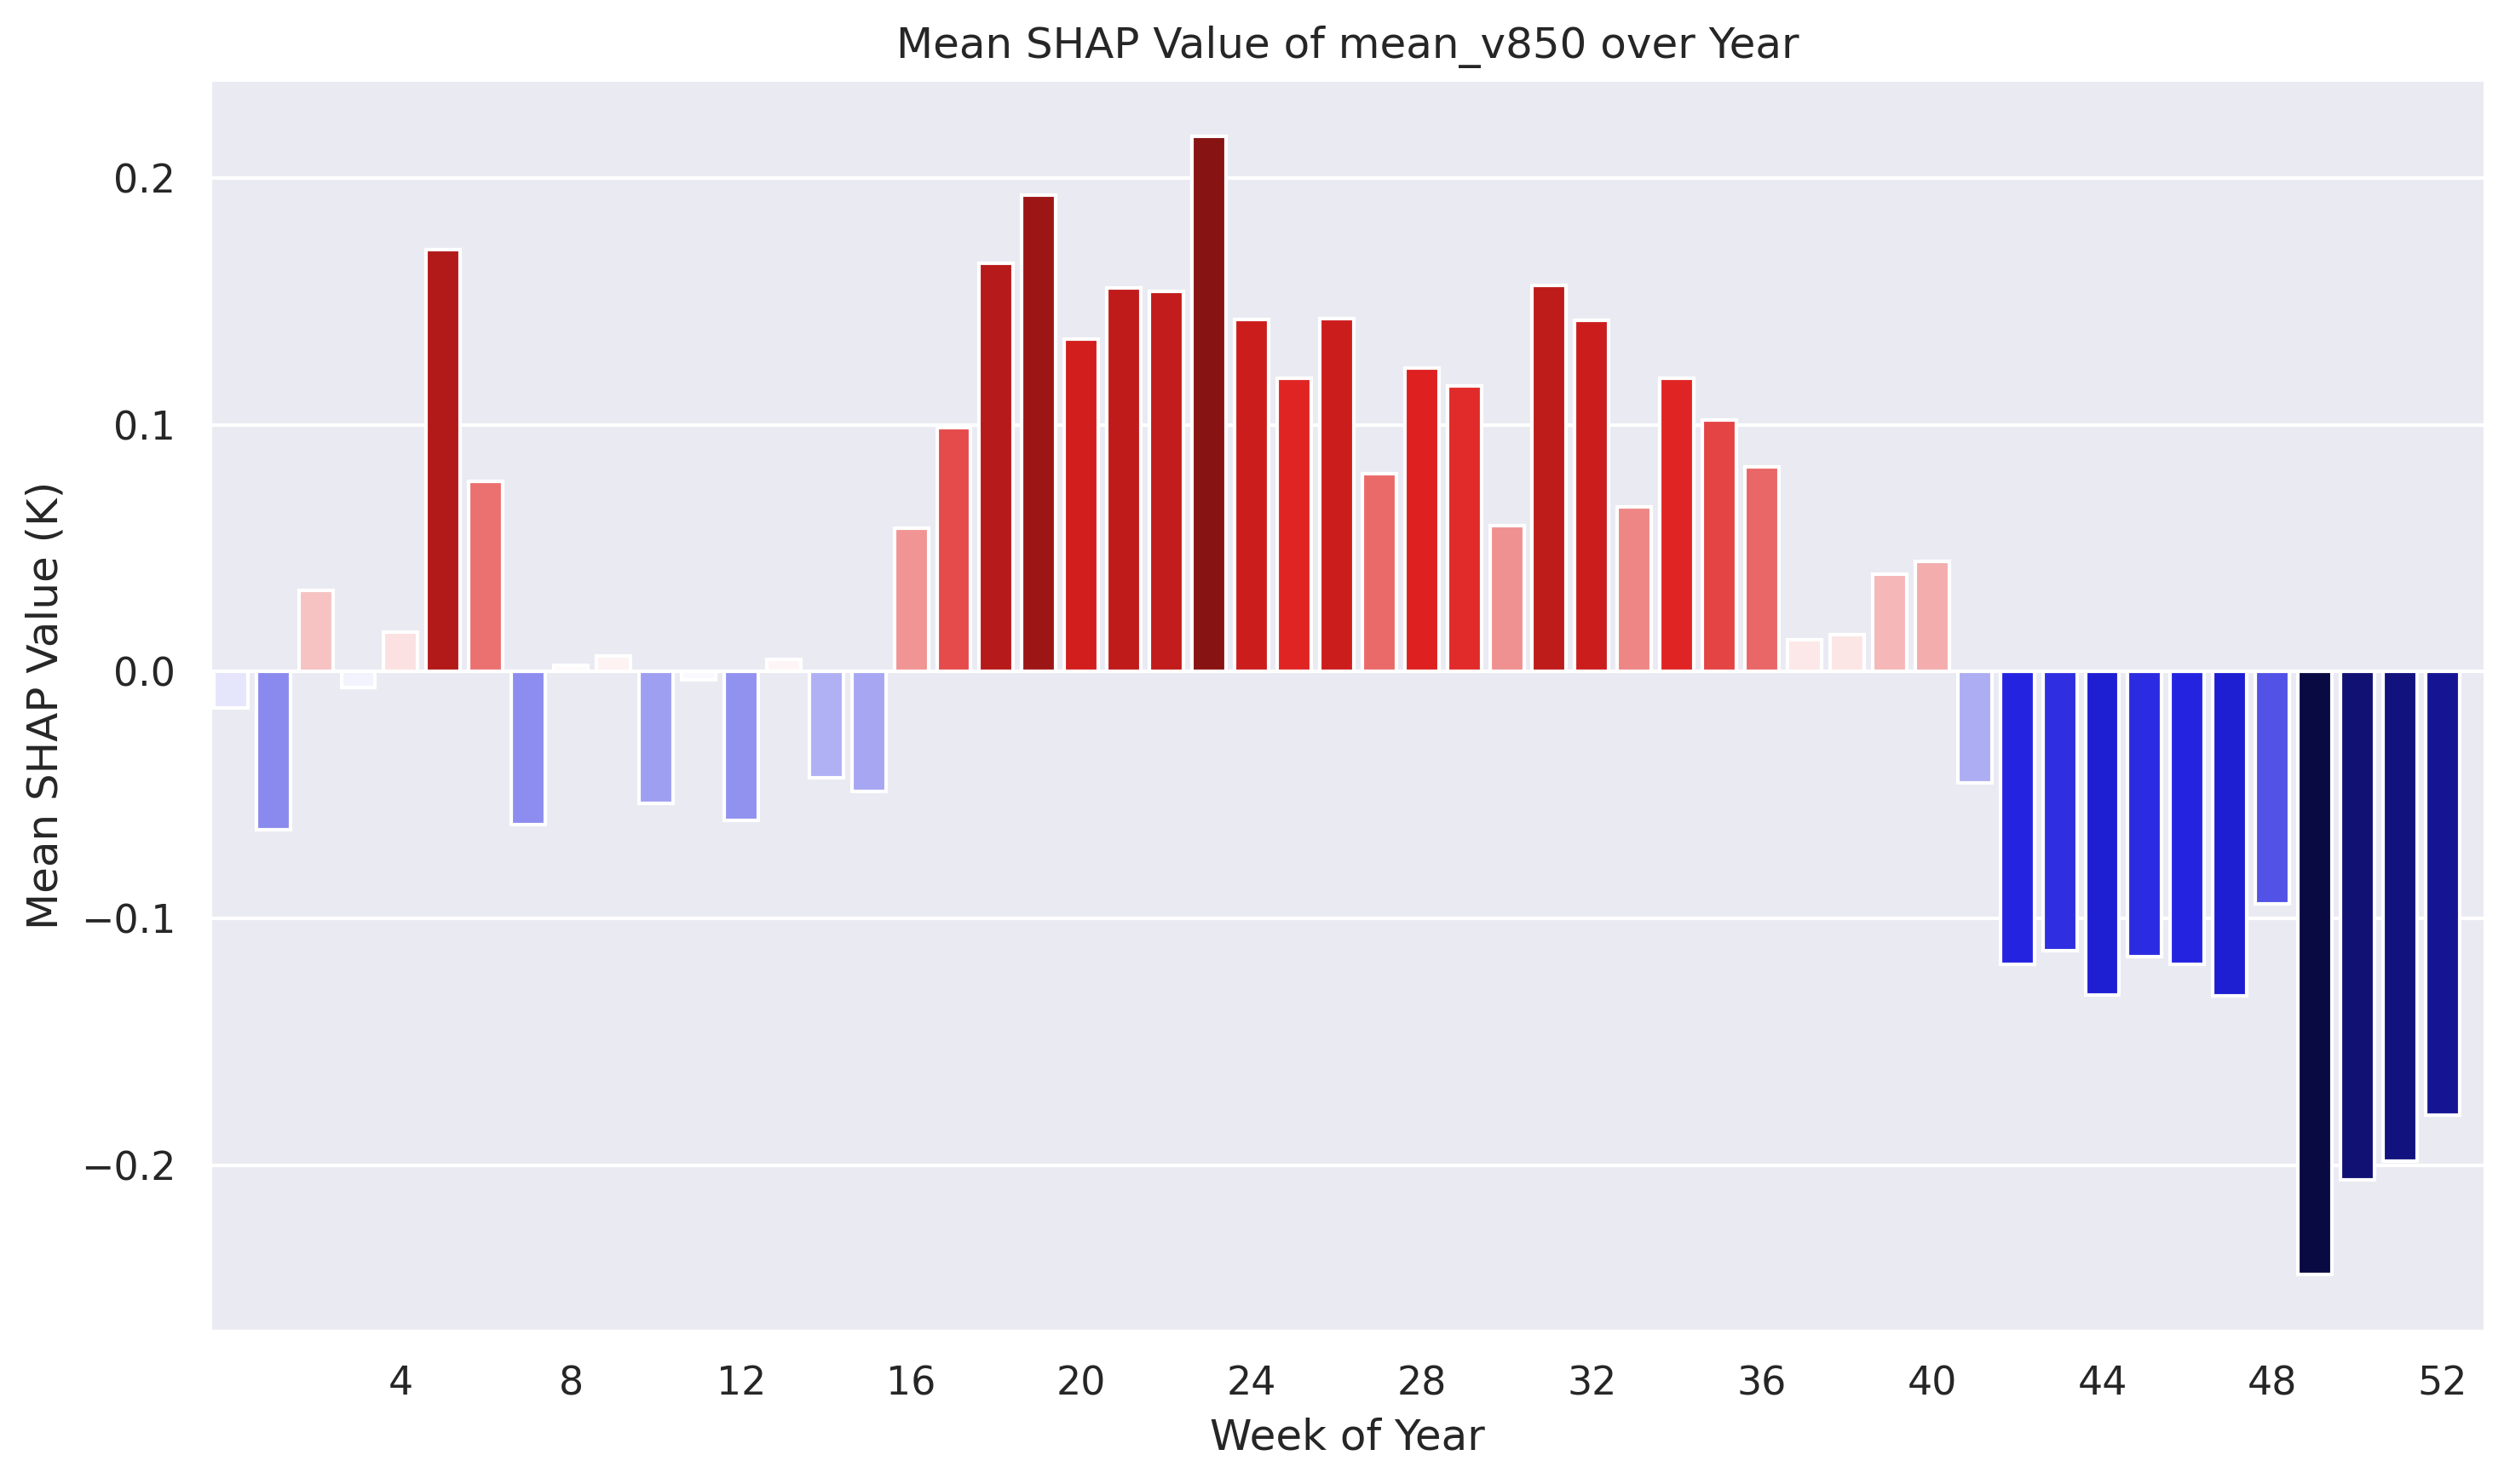 Mean SHAP Value of mean_v850 over Year
Mean SHAP Value (K)
0.2
0.1
0.0
−0.1
−0.2
4 8 12 16 20 24 28 32 36 40 44 48 52
Week of Year